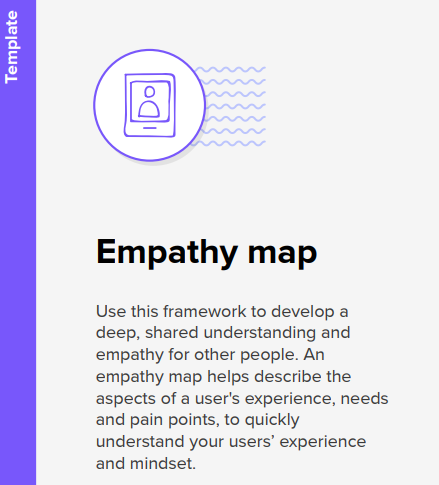 Template
Empathy map
Use this framework to develop a
deep, shared understanding and
empathy for other people. An
empathy map helps describe the
aspects of a user's experience, needs
and pain points, to quickly
understand your users’ experience
and mindset.